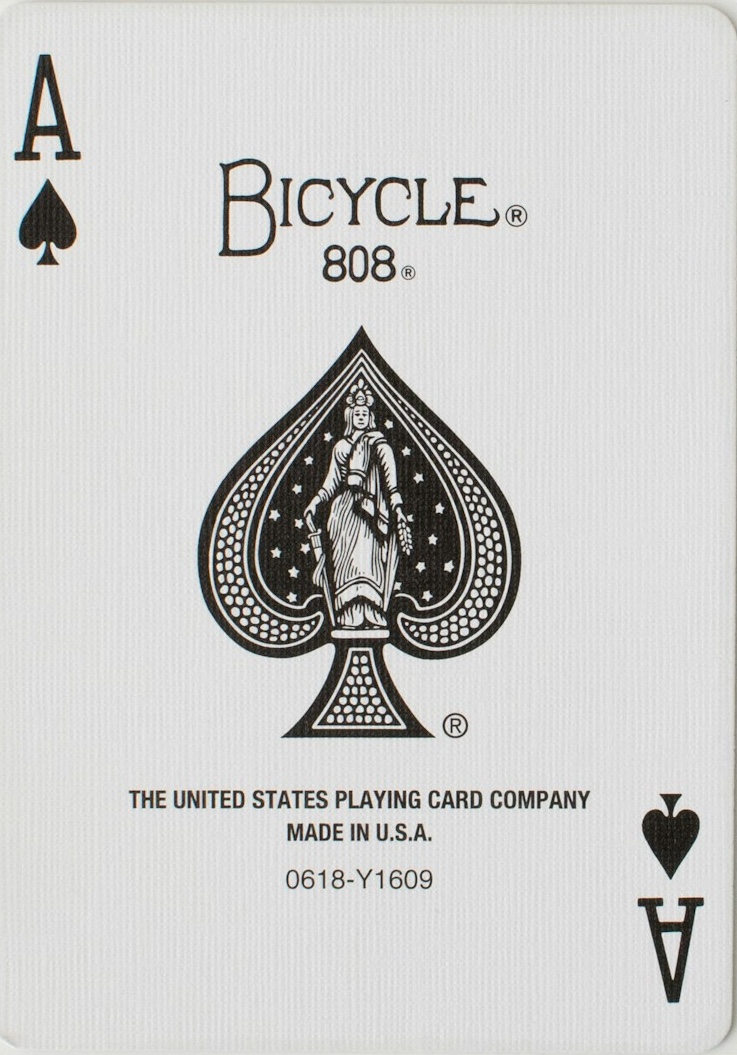 A
BICYCLE®
808®
®
THE UNITED STATES PLAYING CARD COMPANY
MADE IN U.S.A.
0618-Y1609
A